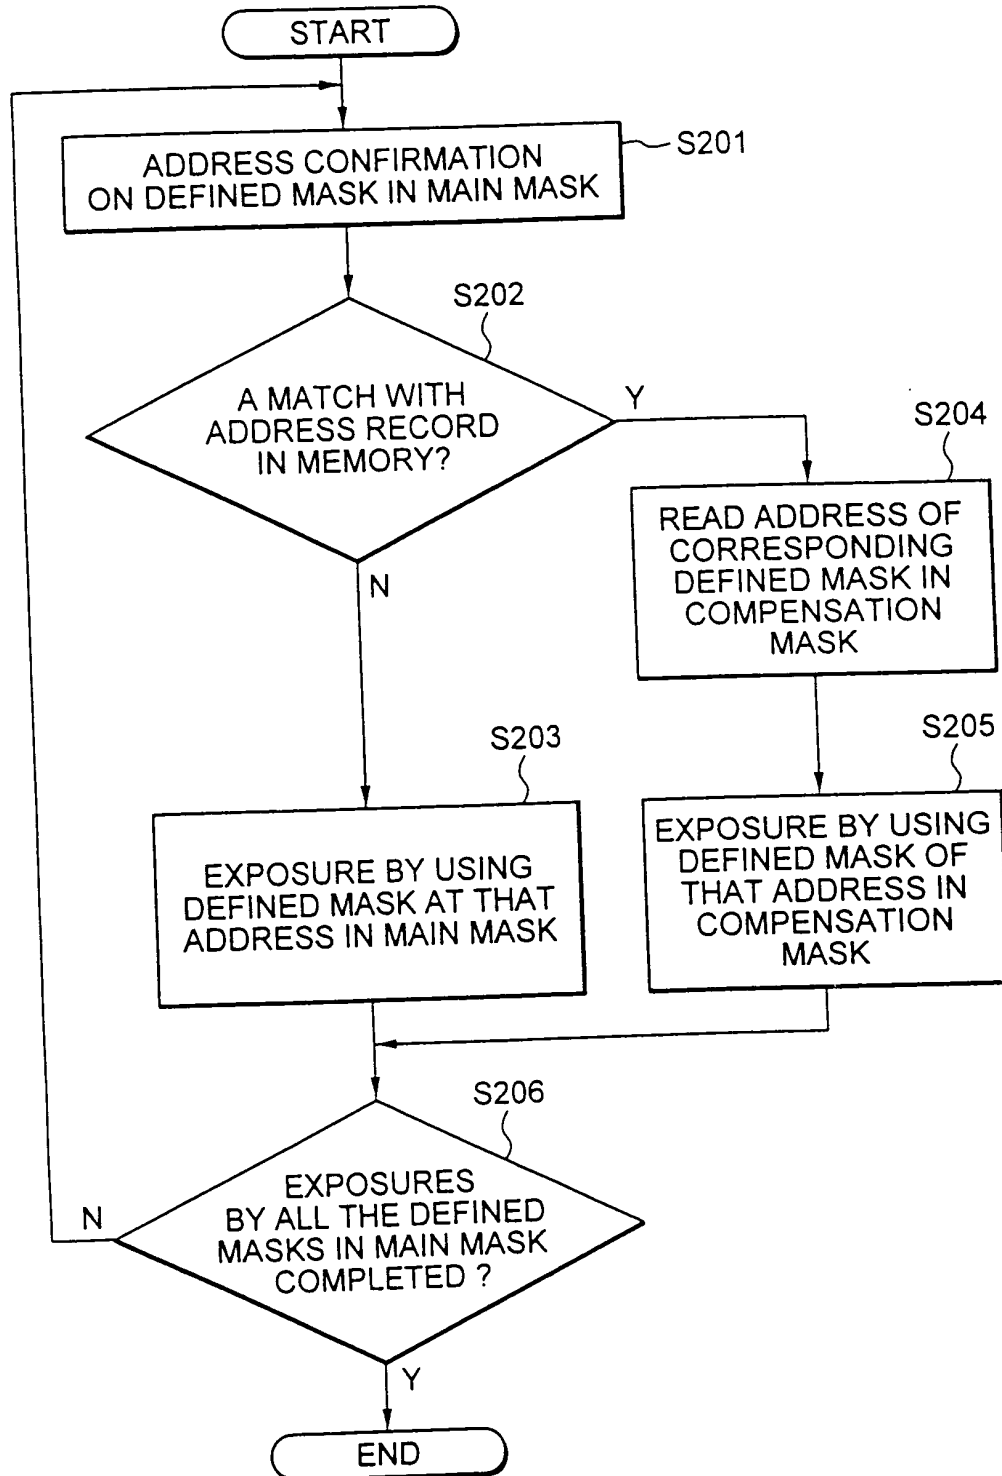 START
ADDRESS CONFIRMATION
ON DEFINED MASK IN MAIN MASK
S201
S202
A MATCH WITH
ADDRESS RECORD
IN MEMORY?
Y
N
S204
READ ADDRESS OF
CORRESPONDING
DEFINED MASK IN
COMPENSATION
MASK
S203
EXPOSURE BY USING
DEFINED MASK AT THAT
ADDRESS IN MAIN MASK
S205
EXPOSURE BY USING
DEFINED MASK OF
THAT ADDRESS IN
COMPENSATION
MASK
S206
EXPOSURES
BY ALL THE DEFINED
MASKS IN MAIN MASK
COMPLETED ?
N
Y
END